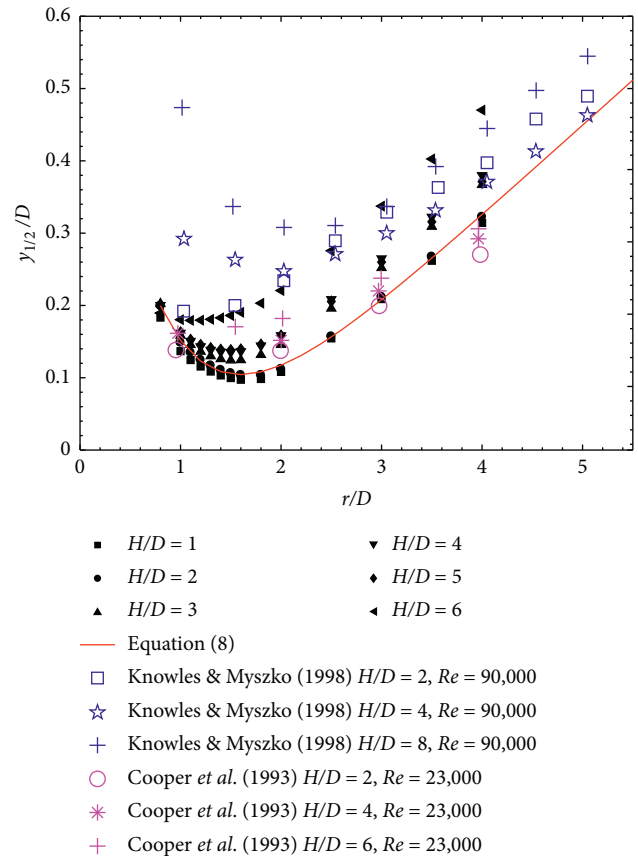 0.6
0.5
0.4
0.3
0.2
0.1
0
y1/2/D
0 1 2 3 4 5
r/D
H/D = 1
H/D = 2
H/D = 3
H/D = 4
H/D = 5
H/D = 6
Equation (8)
Knowles & Myszko (1998) H/D = 2, Re = 90,000
Knowles & Myszko (1998) H/D = 4, Re = 90,000
Knowles & Myszko (1998) H/D = 8, Re = 90,000
Cooper et al. (1993) H/D = 2, Re = 23,000
Cooper et al. (1993) H/D = 4, Re = 23,000
Cooper et al. (1993) H/D = 6, Re = 23,000